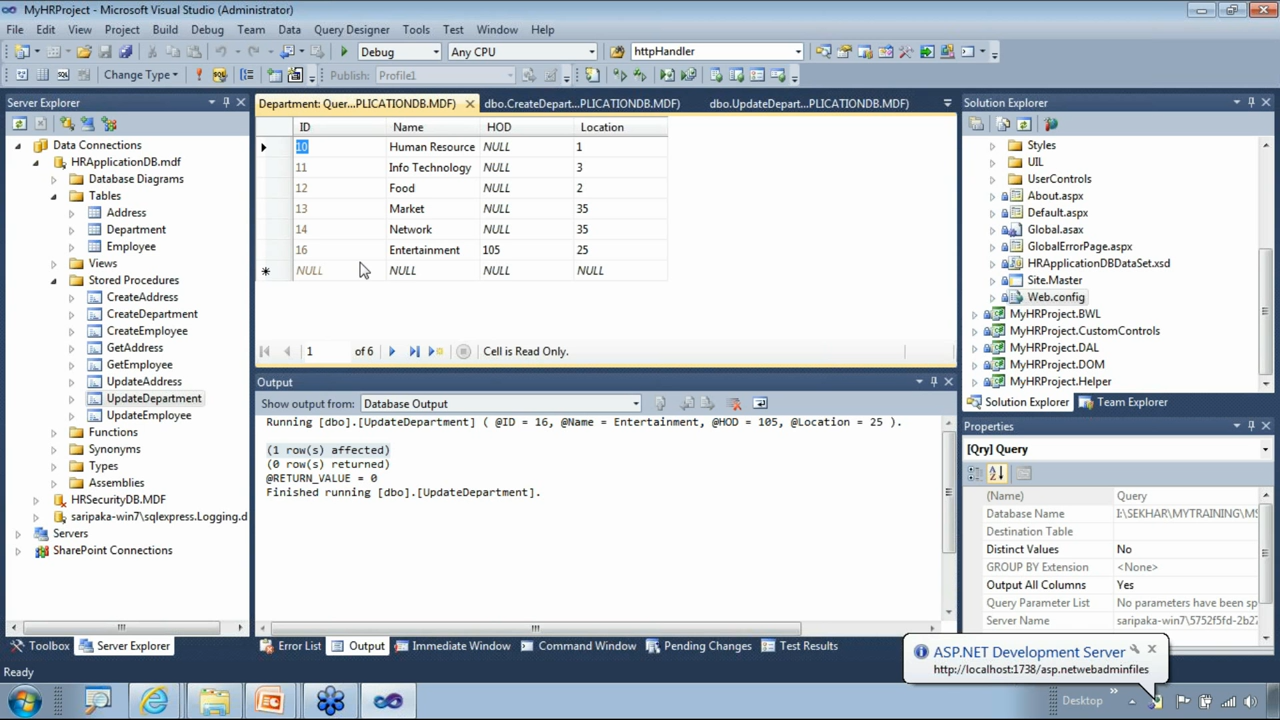 MyHRProject - Microsoft Visual Studio (Administrator)
File Edit View Project Build Debug Team Data Query Designer Tools Test Window Help
Debug Any CPU httpHandler
Change Type Publish: Profile1
Server Explorer
Data Connections
HRApplicationDB.mdf
Database Diagrams
Tables
Address
Department
Employee
Views
Stored Procedures
CreateAddress
CreateDepartment
CreateEmployee
GetAddress
GetEmployee
UpdateAddress
UpdateDepartment
UpdateEmployee
Functions
Synonyms
Types
Assemblies
HRSecurityDB.MDF
saripaka-win7\sqlexpress.Logging.d
Servers
SharePoint Connections
Toolbox Server Explorer
Department: Quer...PLICATIONDB.MDF) dbo.CreateDepart...PLICATIONDB.MDF) dbo.UpdateDepart...PLICATIONDB.MDF)
ID Name HOD Location
10 Human Resource NULL 1
11 Info Technology NULL 3
12 Food NULL 2
13 Market NULL 35
14 Network NULL 35
16 Entertainment 105 25
NULL NULL NULL NULL
1 of 6 Cell is Read Only.
Output
Show output from: Database Output
Running [dbo].[UpdateDepartment] ( @ID = 16, @Name = Entertainment, @HOD = 105, @Location = 25 ).
(1 row(s) affected)
(0 row(s) returned)
@RETURN_VALUE = 0
Finished running [dbo].[UpdateDepartment].
Error List Output Immediate Window Command Window Pending Changes Test Results
Solution Explorer
Styles
UIL
UserControls
About.aspx
Default.aspx
Global.asax
GlobalErrorPage.aspx
HRApplicationDBDataSet.xsd
Site.Master
Web.config
MyHRProject.BWL
MyHRProject.CustomControls
MyHRProject.DAL
MyHRProject.DOM
MyHRProject.Helper
Solution Explorer Team Explorer
Properties
[Qry] Query
(Name) Query
Database Name I:\SEKHAR\MYTRAINING\MS
Destination Table
Distinct Values No
GROUP BY Extension <None>
Output All Columns Yes
Query Parameter List No parameters have been sp
Server Name saripaka-win7\5752f5fd-2b27
ASP.NET Development Server
http://localhost:1738/asp.netwebadminfiles
Ready
Desktop